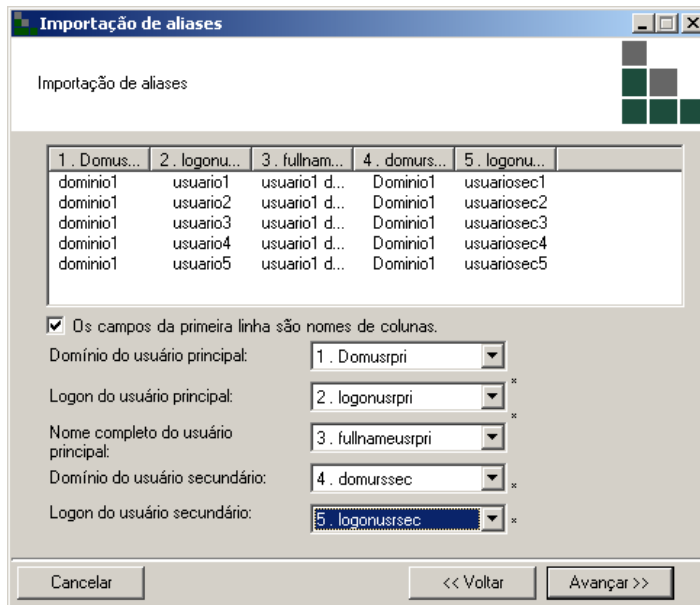 Importação de aliases
Importação de aliases
1 . Domus... 2 . logonu... 3 . fullnam... 4 . domurs... 5 . logonu...
dominio1 usuario1 usuario1 d... Dominio1 usuariosec1
dominio1 usuario2 usuario1 d... Dominio1 usuariosec2
dominio1 usuario3 usuario1 d... Dominio1 usuariosec3
dominio1 usuario4 usuario1 d... Dominio1 usuariosec4
dominio1 usuario5 usuario1 d... Dominio1 usuariosec5
Os campos da primeira linha são nomes de colunas.
Domínio do usuário principal: 1 . Domusrpri
*
Logon do usuário principal: 2 . logonusrpri
*
Nome completo do usuário
principal: 3 . fullnameusrpri
Domínio do usuário secundário: 4 . domurssec *
Logon do usuário secundário: 5 . logonusrsec *
Cancelar << Voltar Avançar >>